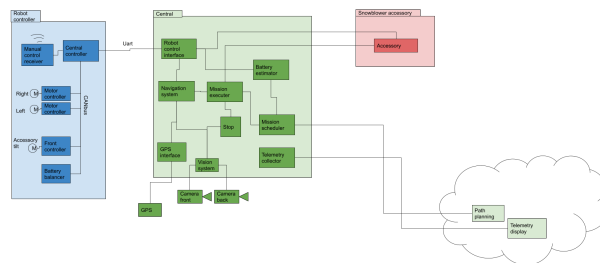 Robot
controller
Central
Snowblower accessory
Manual
control
receiver
Central
controller
Uart
Robot
control
interface
Accessory
Battery
estimator
CANbus
Right
M
Motor
controller
Left
M
Motor
controller
Navigation
system
Mission
executer
Stop
Mission
scheduler
Accessory
tilt
M
Front
controller
GPS
interface
Vision
system
Telemetry
collector
Battery
balancer
Camera
front
Camera
back
GPS
Path
planning
Telemetry
display